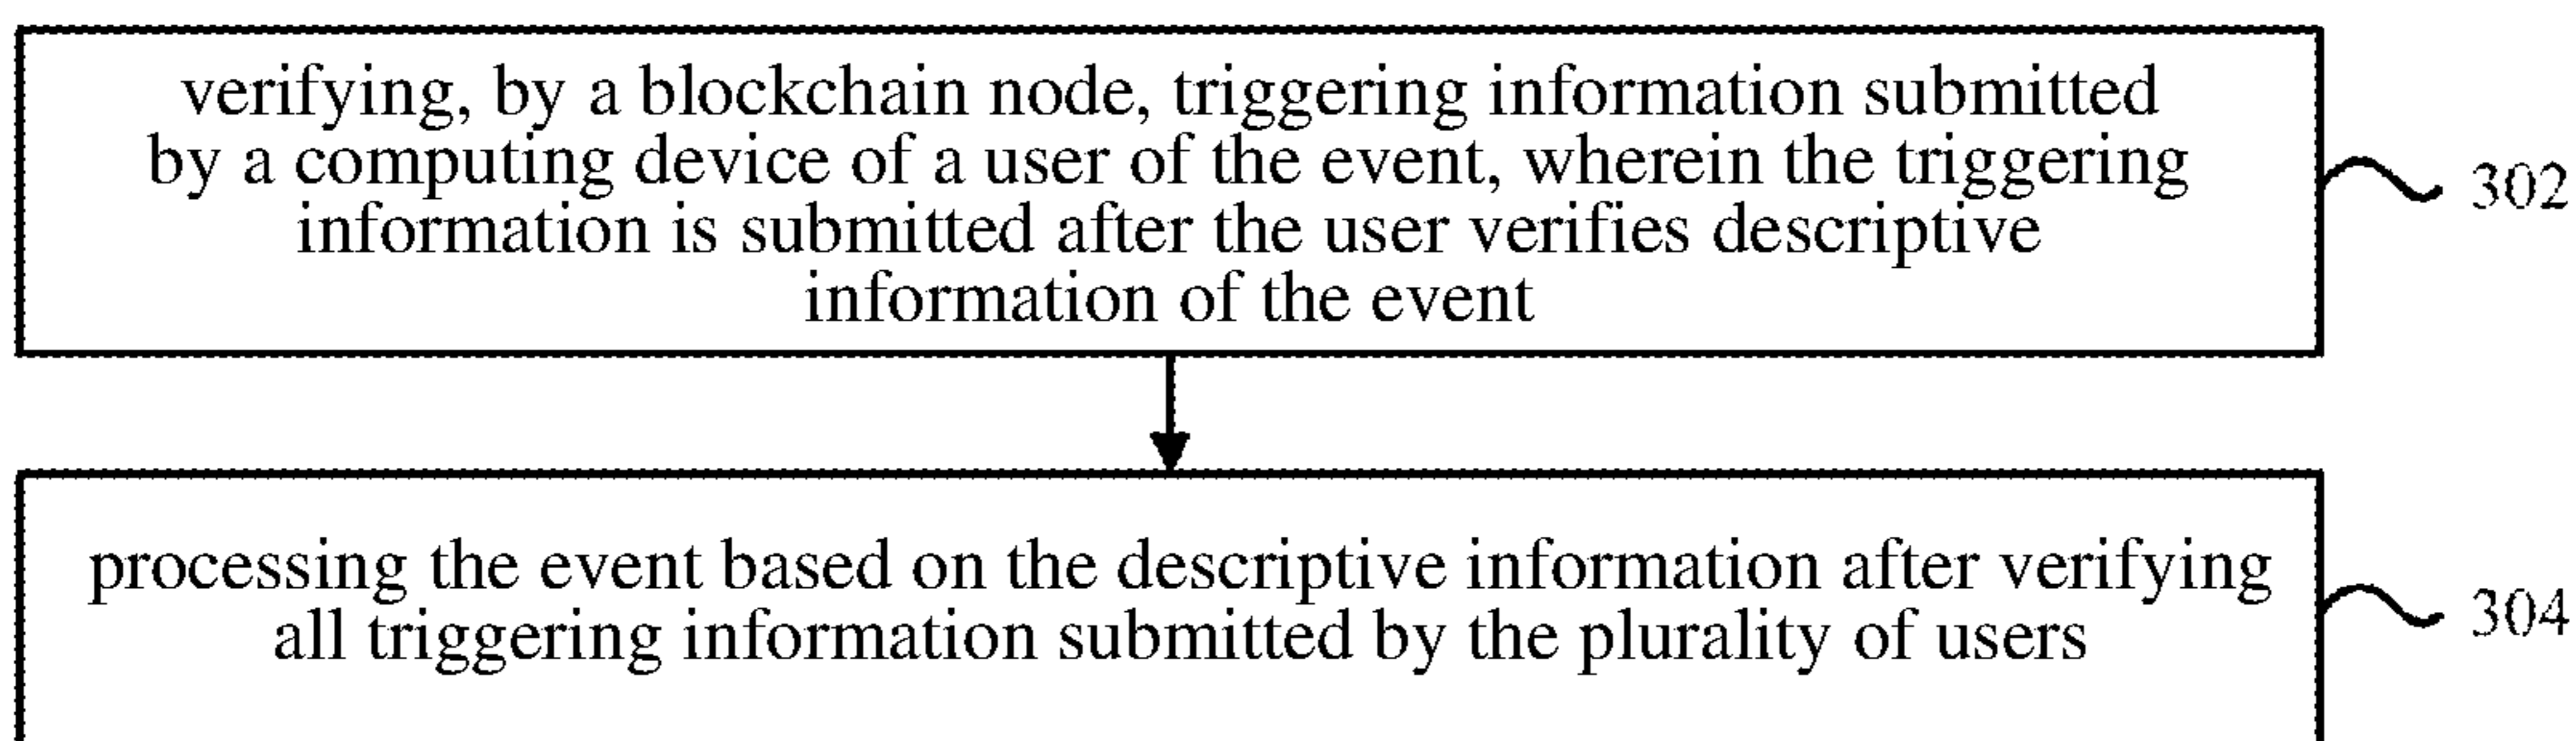 verifying, by a blockchain node, triggering information submitted
by a computing device of a user of the event, wherein the triggering
information is submitted after the user verifies descriptive
information of the event
302
processing the event based on the descriptive information after verifying
all triggering information submitted by the plurality of users
304